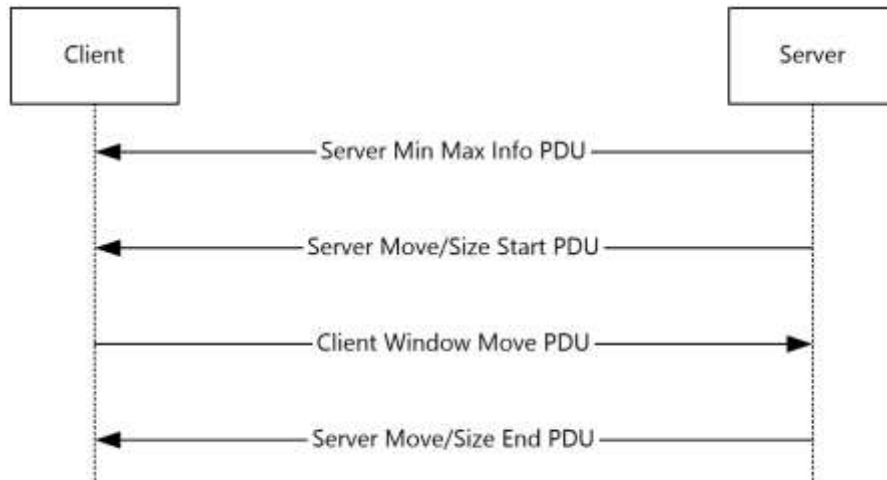 Client
Server
Server Min Max Info PDU
Server Move/Size Start PDU
Client Window Move PDU
Server Move/Size End PDU